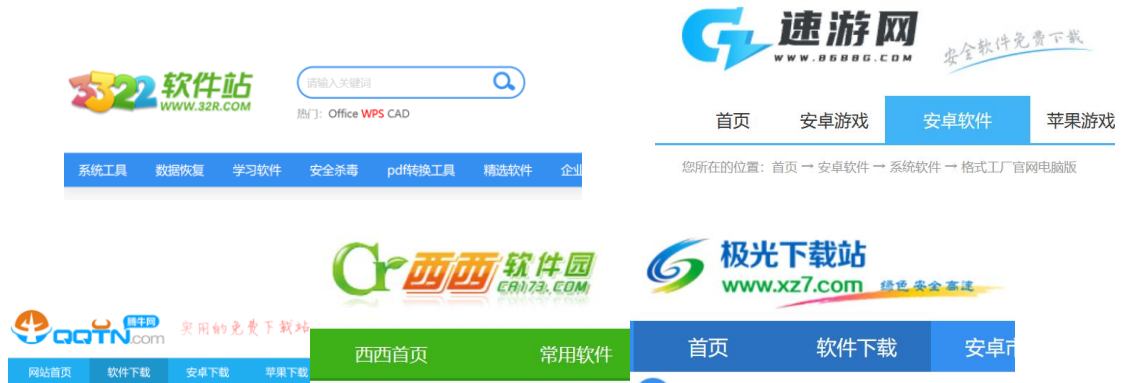 速游网
WWW.8688G.COM
安全软件免费下载
3322软件站
WWW.32R.COM
请输入关键词
热门: Office WPS CAD
首页 安卓游戏 安卓软件 苹果游戏
系统工具 数据恢复 学习软件 安全杀毒 pdf转换工具 精选软件 企业
您所在的位置: 首页 → 安卓软件 → 系统软件 → 格式工厂官网电脑版
Cr 西西软件园
CR173.COM
极光下载站
www.xz7.com 绿色 安全 高速
QQTN.com 腾牛网
实用的免费下载站
西西首页 常用软件
首页 软件下载 安卓市
网站首页 软件下载 安卓下载 苹果下载